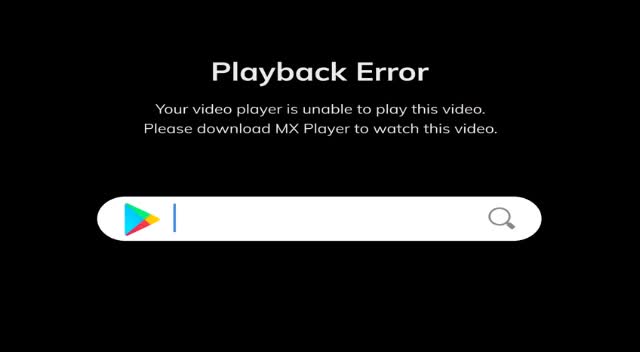 Playback Error
Your video player is unable to play this video.
Please download MX Player to watch this video.